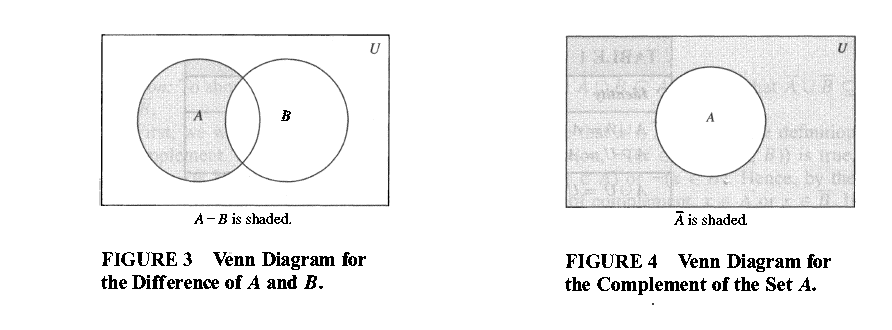 U
A
B
A − B is shaded.
FIGURE 3 Venn Diagram for
the Difference of A and B.
U
A
Ā is shaded.
FIGURE 4 Venn Diagram for
the Complement of the Set A.